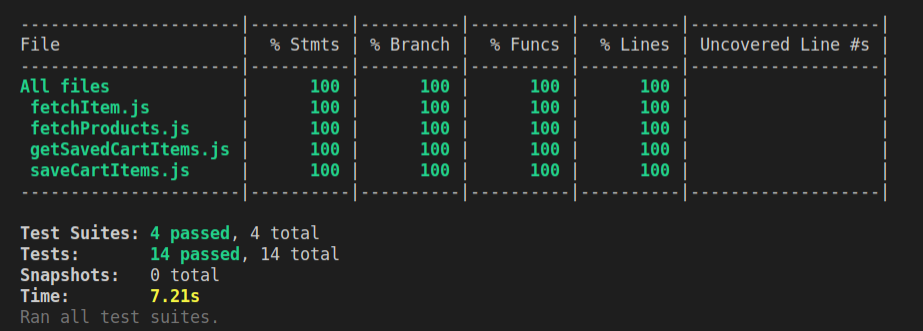 -----------------------|----------|----------|----------|----------|-------------------|
File                   |  % Stmts | % Branch |  % Funcs |  % Lines | Uncovered Line #s |
-----------------------|----------|----------|----------|----------|-------------------|
All files              |      100 |      100 |      100 |      100 |                   |
 fetchItem.js          |      100 |      100 |      100 |      100 |                   |
 fetchProducts.js      |      100 |      100 |      100 |      100 |                   |
 getSavedCartItems.js  |      100 |      100 |      100 |      100 |                   |
 saveCartItems.js      |      100 |      100 |      100 |      100 |                   |
-----------------------|----------|----------|----------|----------|-------------------|
Test Suites: 4 passed, 4 total
Tests:       14 passed, 14 total
Snapshots:   0 total
Time:        7.21s
Ran all test suites.